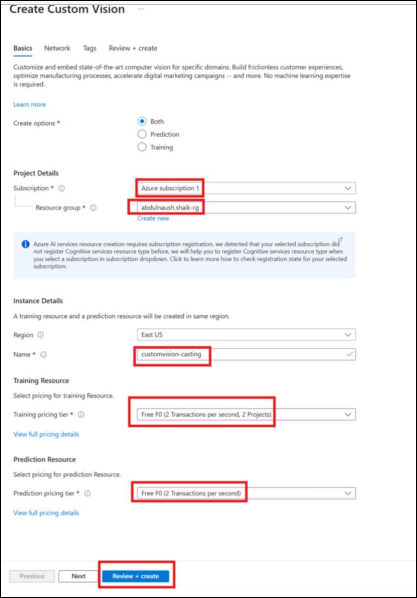 Create Custom Vision ...
Basics Network Tags Review + create
Customize and embed state-of-the-art computer vision for specific domains. Build frictionless customer experiences,
optimize manufacturing processes, accelerate digital marketing campaigns -- and more. No machine learning expertise
is required.
Learn more
Create options *
Both
Prediction
Training
Project Details
Subscription *
Azure subscription 1
Resource group *
abdulnaush.shaik-rg
Create new
Azure AI services resource creation requires subscription registration, we detected that your selected subscription did
not register Cognitive services resource type before, we will help you to register Cognitive services resource type when
you select a subscription in subscription dropdown. Click to learn more how to check registration state for your selected
subscription.
Instance Details
A training resource and a prediction resource will be created in same region.
Region
East US
Name *
customvision-casting
Training Resource
Select pricing for training Resource.
Training pricing tier *
Free F0 (2 Transactions per second, 2 Projects)
View full pricing details
Prediction Resource
Select pricing for prediction Resource.
Prediction pricing tier *
Free F0 (2 Transactions per second)
View full pricing details
Previous Next Review + create